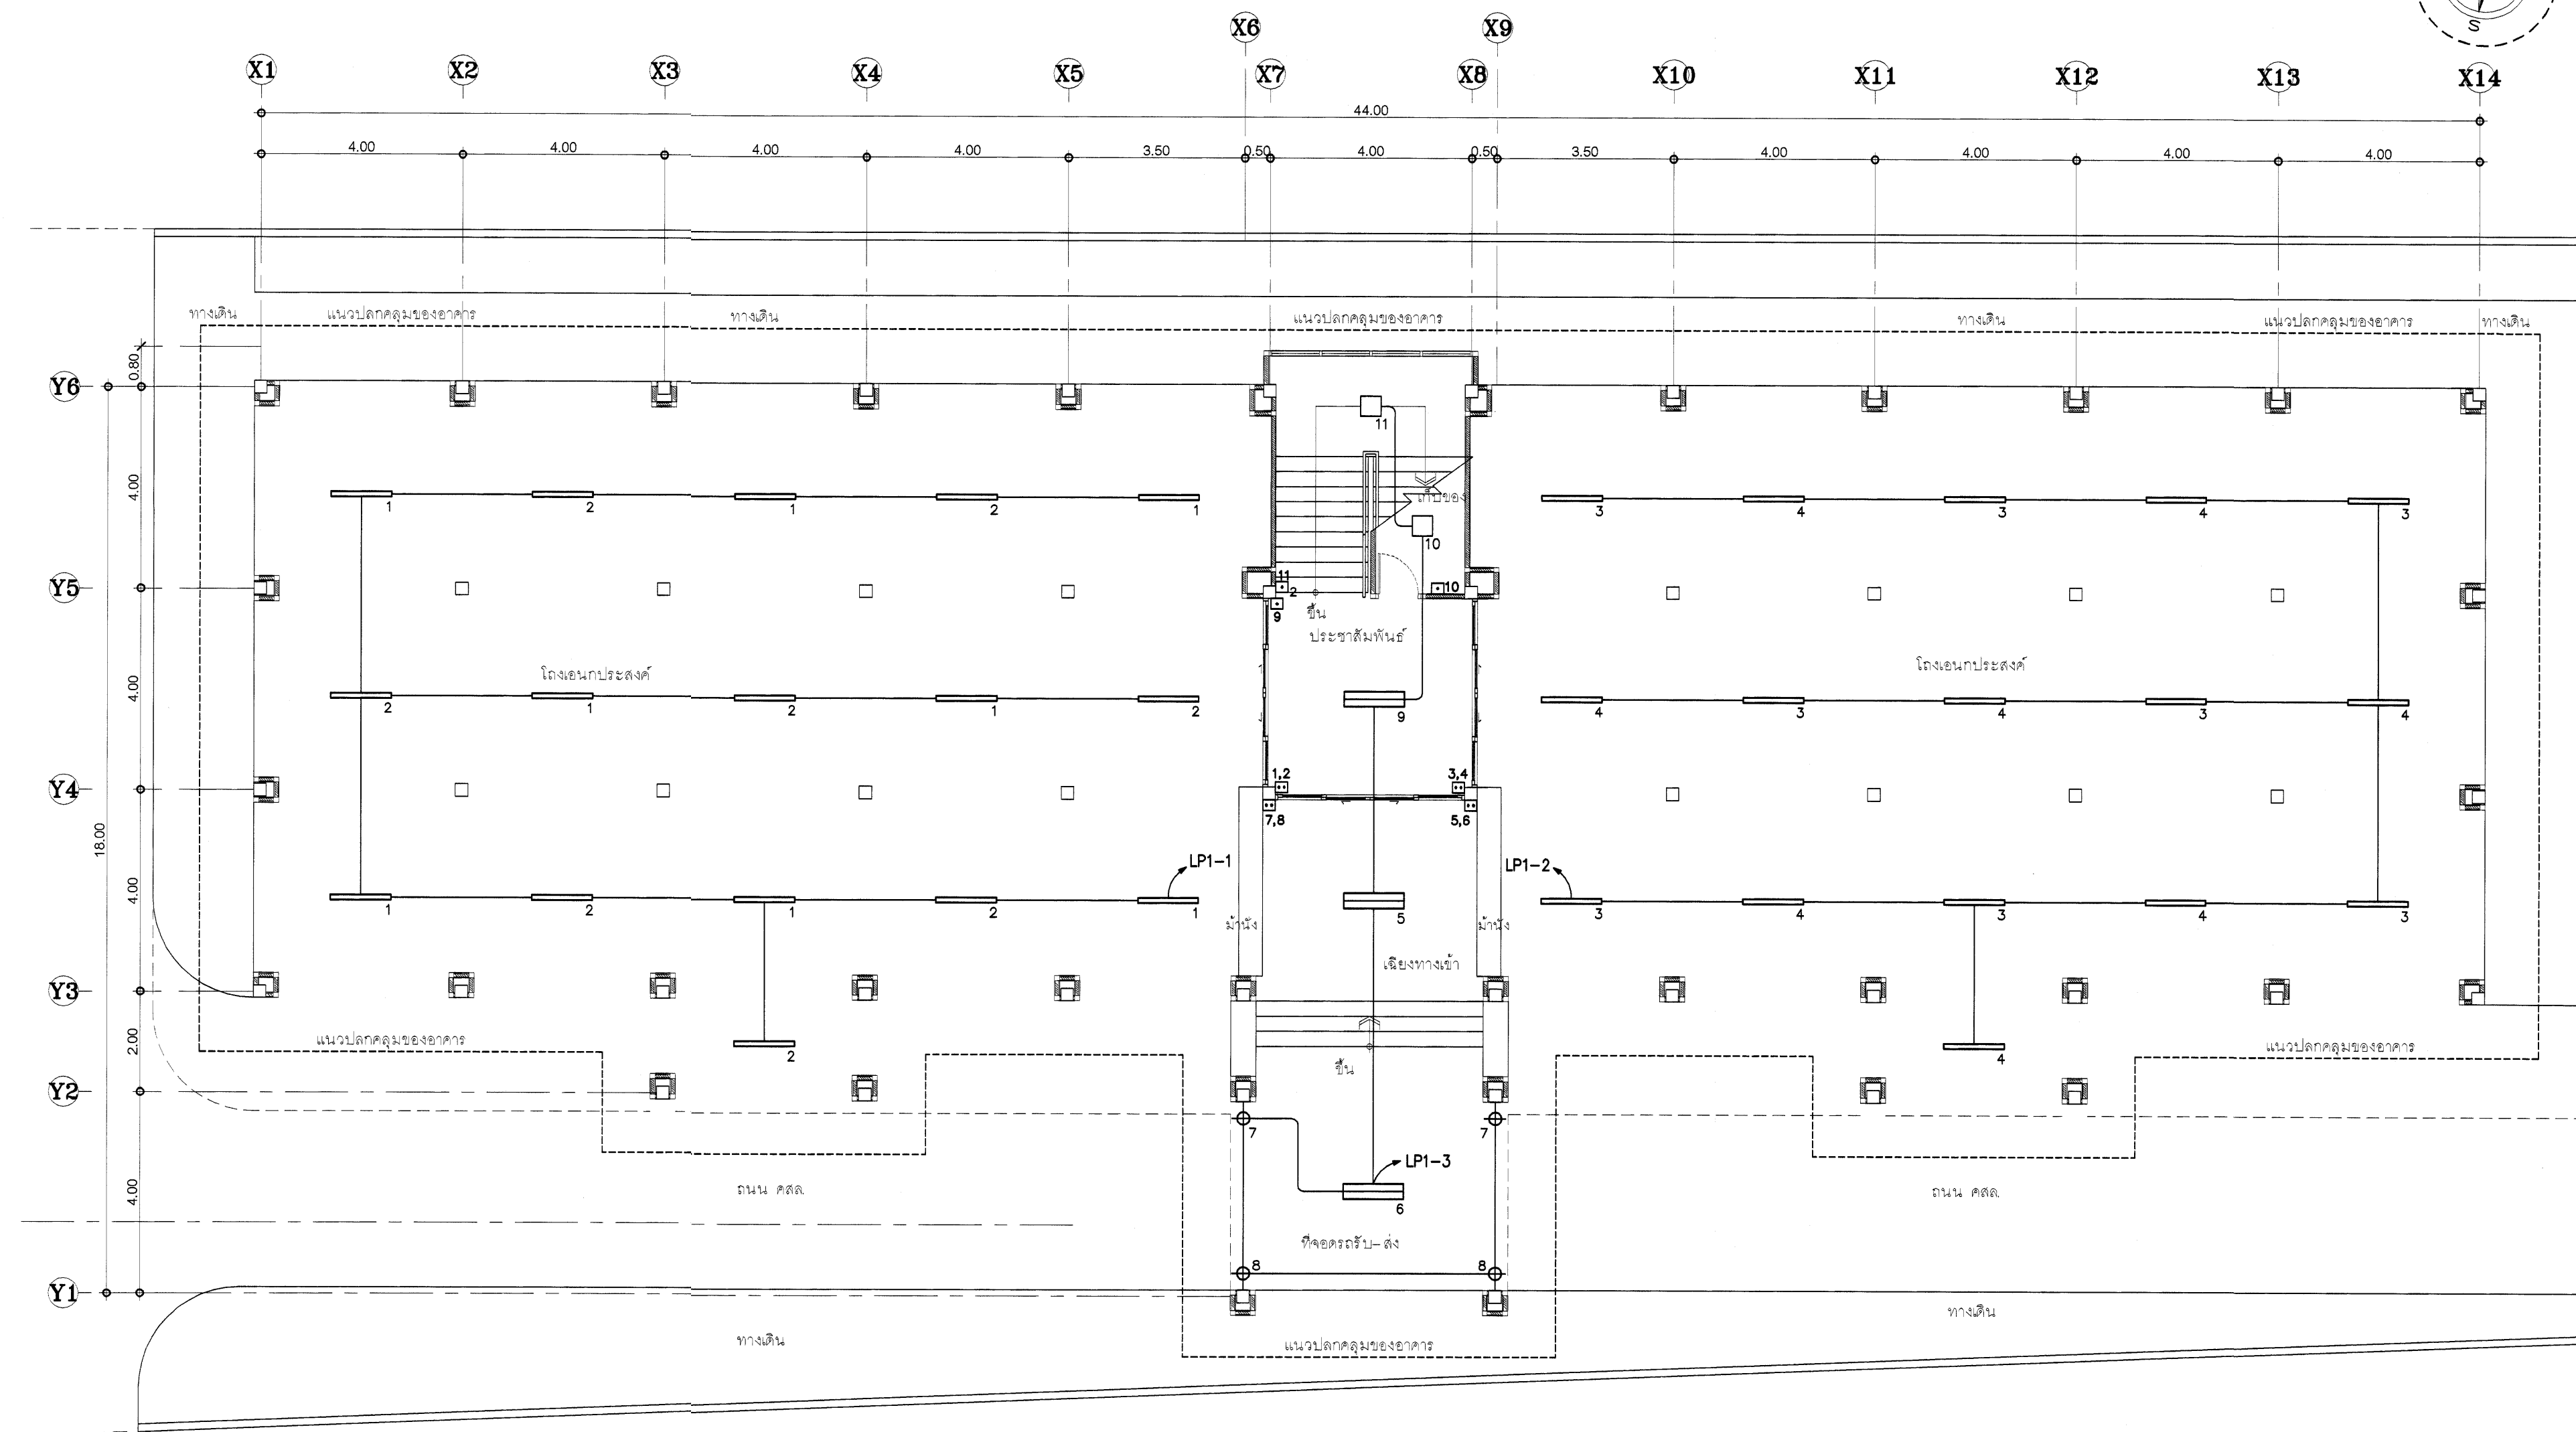 S
X6 X9
X1 X2 X3 X4 X5 X7 X8 X10 X11 X12 X13 X14
44.00
4.00 4.00 4.00 4.00 3.50 0.50 4.00 0.50 3.50 4.00 4.00 4.00 4.00
ทางเดิน แนวปลกคลุมของอาคาร ทางเดิน แนวปลกคลุมของอาคาร ทางเดิน แนวปลกคลุมของอาคาร ทางเดิน
0.80
Y6
11
4.00
เก็บของ
1 2 1 2 1 3 4 3 4 3
10
Y5
11 2 10
9
ขึ้น
ประชาสัมพันธ์
โถงเอนกประสงค์ โถงเอนกประสงค์
4.00
2 1 2 1 2 9 4 3 4 3 4
1,2 3,4
Y4
7,8 5,6
18.00
LP1-1 LP1-2
4.00
1 2 1 2 1 5 3 4 3 4 3
ม้านั่ง ม้านั่ง
เฉียงทางเข้า
Y3
แนวปลกคลุมของอาคาร แนวปลกคลุมของอาคาร
2.00
2 4
ขึ้น
Y2
7 7
LP1-3
4.00
ถนน คสล. ถนน คสล.
6
ที่จอดรถรับ-ส่ง
8 8
Y1
ทางเดิน ทางเดิน
แนวปลกคลุมของอาคาร